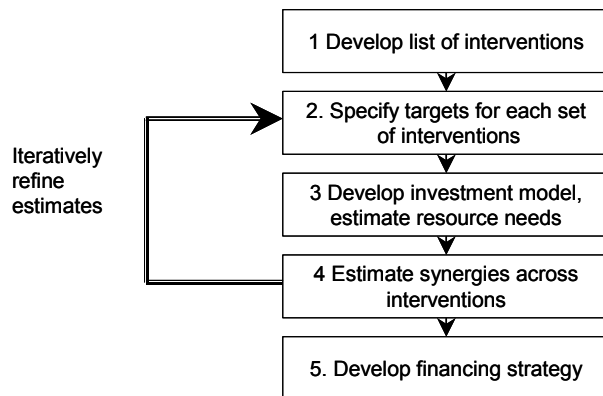 1 Develop list of interventions
2. Specify targets for each set
of interventions
Iteratively
refine
estimates
3 Develop investment model,
estimate resource needs
4 Estimate synergies across
interventions
5. Develop financing strategy